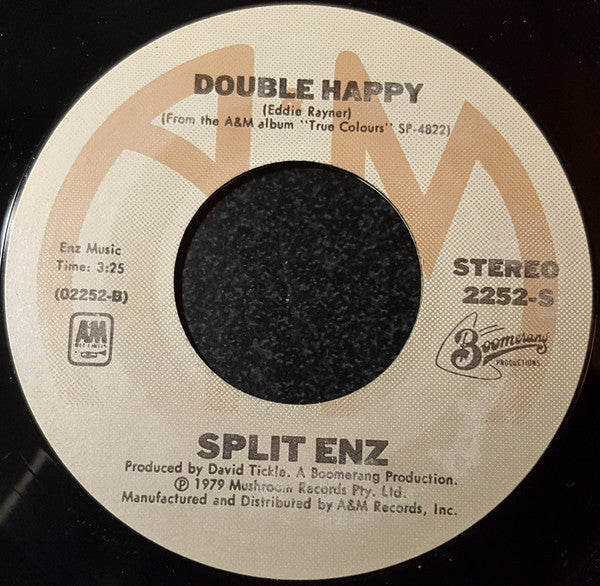 DOUBLE HAPPY
(Eddie Rayner)
(From the A&M album "True Colours" SP-4822)
Enz Music
Time: 3:25
(02252-B)
STEREO
2252-S
A&M
RECORDS
Boomerang
PRODUCTIONS
SPLIT ENZ
Produced by David Tickle. A Boomerang Production.
Ⓟ 1979 Mushroom Records Pty. Ltd.
Manufactured and Distributed by A&M Records, Inc.